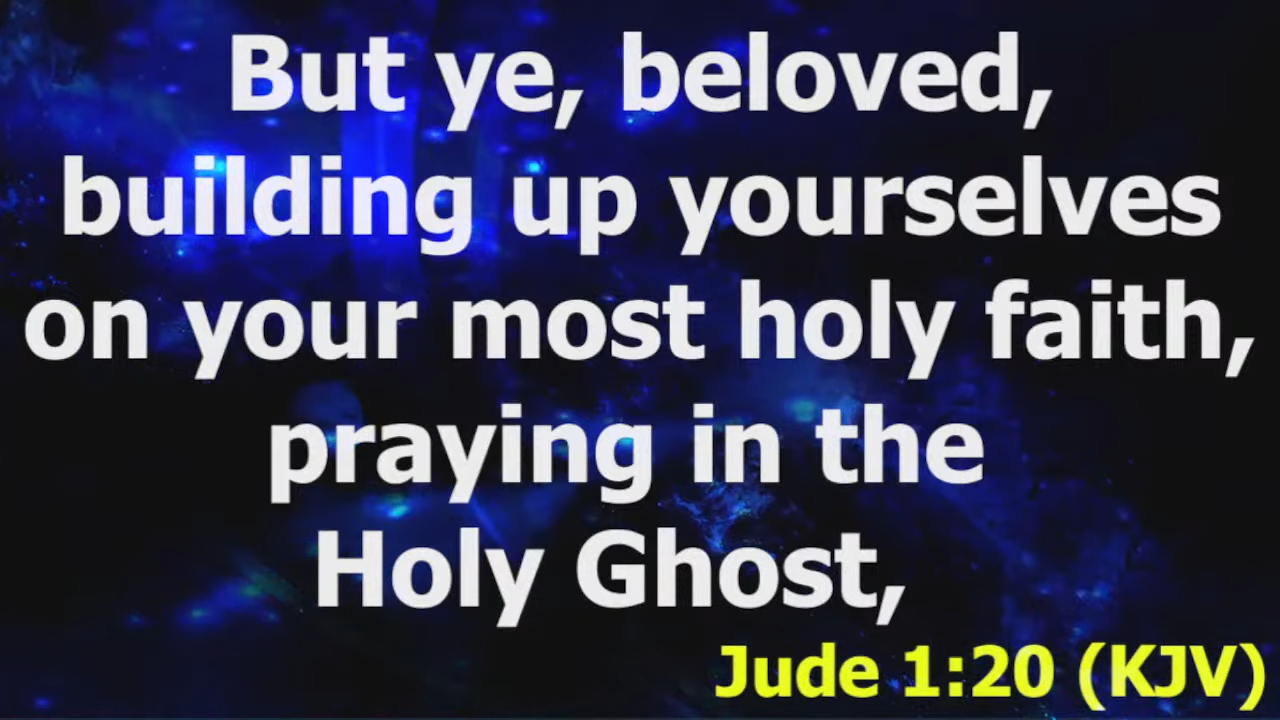 But ye, beloved,
building up yourselves
on your most holy faith,
praying in the
Holy Ghost,
Jude 1:20 (KJV)